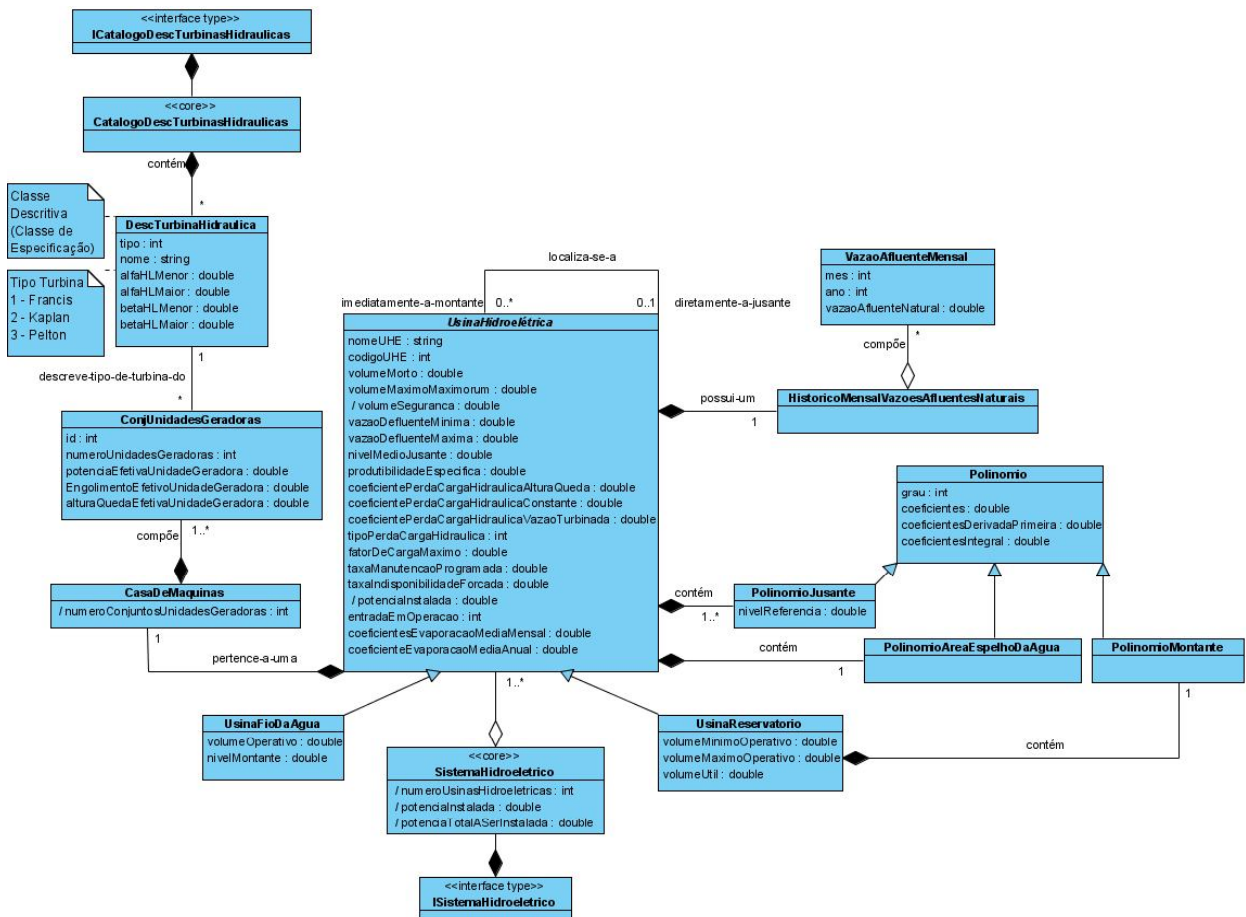 <<interface type>>
ICatalogoDescTurbinasHidraulicas
<<core>>
CatalogoDescTurbinasHidraulicas
contém
*
Classe
Descritiva
(Classe de
Especificação)
Tipo Turbina
1 - Francis
2 - Kaplan
3 - Pelton
DescTurbinaHidraulica
tipo : int
nome : string
alfaHLMenor : double
alfaHLMaior : double
betaHLMenor : double
betaHLMaior : double
1
descreve-tipo-de-turbina-do
*
ConjUnidadesGeradoras
id : int
numeroUnidadesGeradoras : int
potenciaEfetivaUnidadeGeradora : double
EngolimentoEfetivoUnidadeGeradora : double
alturaQuedaEfetivaUnidadeGeradora : double
compõe
1..*
CasaDeMaquinas
/ numeroConjuntosUnidadesGeradoras : int
1
pertence-a-uma
localiza-se-a
imediatamente-a-montante
0..*
0..1
diretamente-a-jusante
UsinaHidroelétrica
nomeUHE : string
codigoUHE : int
volumeMorto : double
volumeMaximoMaximorum : double
/ volumeSeguranca : double
vazaoDefluenteMinima : double
vazaoDefluenteMaxima : double
nivelMedioJusante : double
produtibilidadeEspecifica : double
coeficientePerdaCargaHidraulicaAlturaQueda : double
coeficientePerdaCargaHidraulicaConstante : double
coeficientePerdaCargaHidraulicaVazaoTurbinada : double
tipoPerdaCargaHidraulica : int
fatorDeCargaMaximo : double
taxaManutencaoProgramada : double
taxaIndisponibilidadeForcada : double
/ potenciaInstalada : double
entradaEmOperacao : int
coeficientesEvaporacaoMediaMensal : double
coeficienteEvaporacaoMediaAnual : double
1..*
VazaoAfluenteMensal
mes : int
ano : int
vazaoAfluenteNatural : double
*
compõe
possui-um
1
HistoricoMensalVazoesAfluentesNaturais
Polinomio
grau : int
coeficientes : double
coeficientesDerivadaPrimeira : double
coeficientesIntegral : double
contém
1..*
PolinomioJusante
nivelReferencia : double
contém
1
PolinomioAreaEspelhoDaAgua
PolinomioMontante
1
contém
UsinaFioDaAgua
volumeOperativo : double
nivelMontante : double
UsinaReservatorio
volumeMinimoOperativo : double
volumeMaximoOperativo : double
volumeUtil : double
<<core>>
SistemaHidroeletrico
/ numeroUsinasHidroeletricas : int
/ potenciaInstalada : double
/ potenciaTotalASerInstalada : double
<<interface type>>
ISistemaHidroeletrico